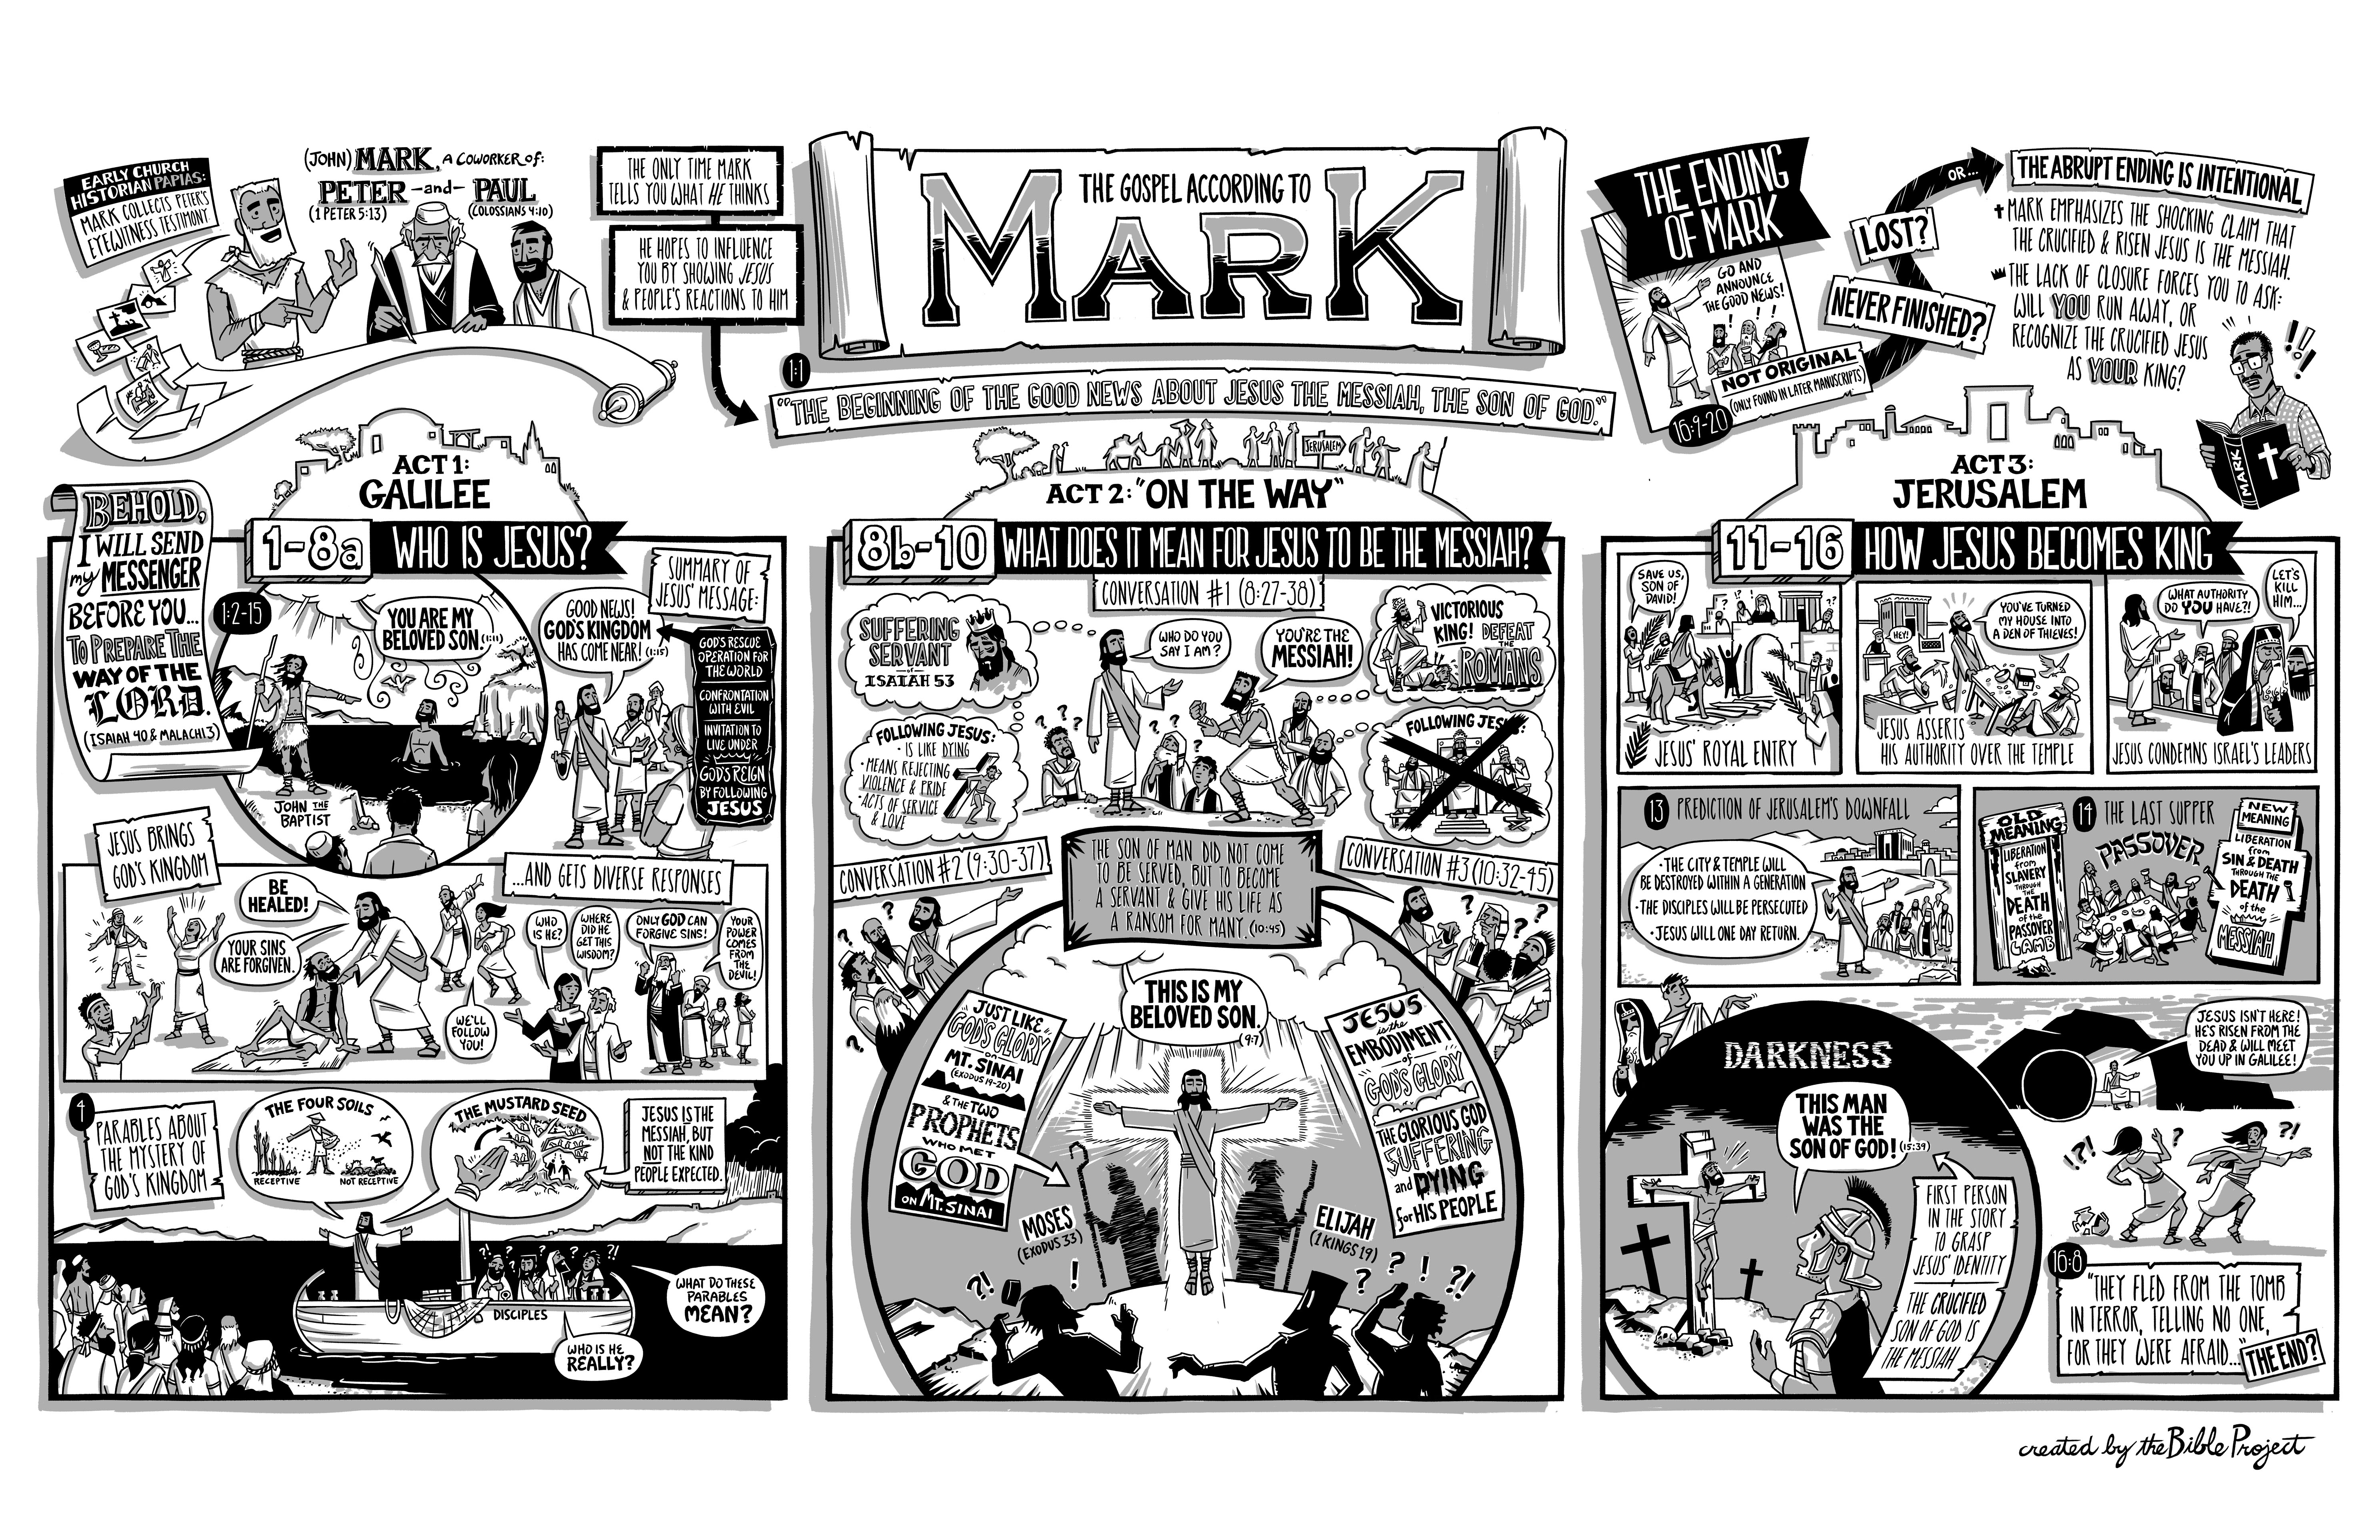 EARLY CHURCH
HISTORIAN PAPIAS:
MARK COLLECTS PETER'S
EYEWITNESS TESTIMONY
(JOHN) MARK, A COWORKER OF:
PETER -and- PAUL
(1 PETER 5:13)
(COLOSSIANS 4:10)
THE ONLY TIME MARK
TELLS YOU WHAT HE THINKS
HE HOPES TO INFLUENCE
YOU BY SHOWING JESUS
& PEOPLE'S REACTIONS TO HIM
THE GOSPEL ACCORDING TO
MARK
1:1
"THE BEGINNING OF THE GOOD NEWS ABOUT JESUS THE MESSIAH, THE SON OF GOD."
THE ENDING
OF MARK
GO AND
ANNOUNCE
THE GOOD NEWS!
NOT ORIGINAL
(ONLY FOUND IN LATER MANUSCRIPTS)
16:9-20
NEVER FINISHED?
LOST?
OR...
THE ABRUPT ENDING IS INTENTIONAL
MARK EMPHASIZES THE SHOCKING CLAIM THAT
THE CRUCIFIED & RISEN JESUS IS THE MESSIAH.
THE LACK OF CLOSURE FORCES YOU TO ASK:
WILL YOU RUN AWAY, OR
RECOGNIZE THE CRUCIFIED JESUS
AS YOUR KING?
!!!
MARK
ACT 1:
GALILEE
1-8a WHO IS JESUS?
BEHOLD,
I WILL SEND
my MESSENGER
BEFORE YOU...
TO PREPARE THE
WAY OF THE
LORD.
(ISAIAH 40 & MALACHI 3)
1:2-15
YOU ARE MY
BELOVED SON. (1:11)
JOHN THE
BAPTIST
GOOD NEWS!
GOD'S KINGDOM
HAS COME NEAR! (1:15)
SUMMARY OF
JESUS' MESSAGE:
GOD'S RESCUE
OPERATION FOR
THE WORLD
CONFRONTATION
WITH EVIL
INVITATION TO
LIVE UNDER
GOD'S REIGN
BY FOLLOWING
JESUS
JESUS BRINGS
GOD'S KINGDOM
...AND GETS DIVERSE RESPONSES
BE
HEALED!
YOUR SINS
ARE FORGIVEN.
WE'LL
FOLLOW
YOU!
WHO
IS HE?
WHERE
DID HE
GET THIS
WISDOM?
ONLY GOD CAN
FORGIVE SINS!
YOUR
POWER
COMES
FROM
THE
DEVIL!
4
PARABLES ABOUT
THE MYSTERY OF
GOD'S KINGDOM
THE FOUR SOILS
RECEPTIVE
NOT RECEPTIVE
THE MUSTARD SEED
JESUS IS THE
MESSIAH, BUT
NOT THE KIND
PEOPLE EXPECTED.
?! ? ? ? ?!
DISCIPLES
WHAT DO THESE
PARABLES
MEAN?
WHO IS HE
REALLY?
JERUSALEM
ACT 2: "ON THE WAY"
8b-10 WHAT DOES IT MEAN FOR JESUS TO BE THE MESSIAH?
CONVERSATION #1 (8:27-38)
SUFFERING
SERVANT
of
ISAIAH 53
WHO DO YOU
SAY I AM?
YOU'RE THE
MESSIAH!
VICTORIOUS
KING! DEFEAT
THE
ROMANS
FOLLOWING JESUS:
• IS LIKE DYING
• MEANS REJECTING
VIOLENCE & PRIDE
• ACTS OF SERVICE
& LOVE
? ? ?
? ?
?
FOLLOWING JES
CONVERSATION #2 (9:30-37)
? ? ?
THE SON OF MAN DID NOT COME
TO BE SERVED, BUT TO BECOME
A SERVANT & GIVE HIS LIFE AS
A RANSOM FOR MANY. (10:45)
CONVERSATION #3 (10:32-45)
? ? ?
THIS IS MY
BELOVED SON.
(9:7)
JUST LIKE
GOD'S GLORY
on
MT. SINAI
(EXODUS 19-20)
& THE TWO
PROPHETS
WHO MET
GOD
ON MT. SINAI
MOSES
(EXODUS 33)
ELIJAH
(1 KINGS 19)
JESUS
is the
EMBODIMENT
of
GOD'S GLORY
THE GLORIOUS GOD
SUFFERING
and DYING
for HIS PEOPLE
?! ! ? ? ! ?!
ACT 3:
JERUSALEM
11-16 HOW JESUS BECOMES KING
SAVE US,
SON OF
DAVID!
JESUS' ROYAL ENTRY
HEY!
YOU'VE TURNED
MY HOUSE INTO
A DEN OF THIEVES!
JESUS ASSERTS
HIS AUTHORITY OVER THE TEMPLE
WHAT AUTHORITY
DO YOU HAVE?!
LET'S
KILL
HIM...
JESUS CONDEMNS ISRAEL'S LEADERS
13 PREDICTION OF JERUSALEM'S DOWNFALL
• THE CITY & TEMPLE WILL
BE DESTROYED WITHIN A GENERATION
• THE DISCIPLES WILL BE PERSECUTED
• JESUS WILL ONE DAY RETURN.
14 THE LAST SUPPER
PASSOVER
OLD
MEANING
LIBERATION
from
SLAVERY
THROUGH
THE
DEATH
of the
PASSOVER
LAMB
NEW
MEANING
LIBERATION
from
SIN & DEATH
THROUGH THE
DEATH
of the
MESSIAH
DARKNESS
THIS MAN
WAS THE
SON OF GOD! (15:39)
FIRST PERSON
IN THE STORY
TO GRASP
JESUS' IDENTITY
THE CRUCIFIED
SON OF GOD IS
THE MESSIAH
JESUS ISN'T HERE!
HE'S RISEN FROM THE
DEAD & WILL MEET
YOU UP IN GALILEE!
!?! ? ?!
16:8
"THEY FLED FROM THE TOMB
IN TERROR, TELLING NO ONE,
FOR THEY WERE AFRAID..."
THE END?
created by the Bible Project